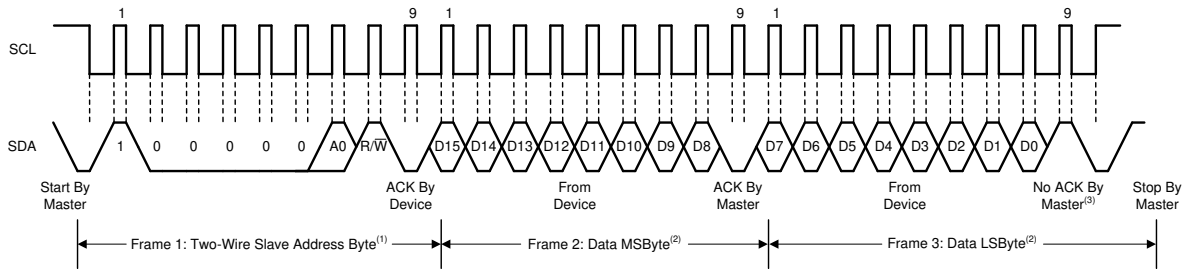 1 9 1 9 1 9
SCL
SDA
1 0 0 0 0 0 A0 R/W̅ D15 D14 D13 D12 D11 D10 D9 D8 D7 D6 D5 D4 D3 D2 D1 D0
Start By
Master
ACK By
Device
From
Device
ACK By
Master
From
Device
No ACK By
Master(3)
Stop By
Master
Frame 1: Two-Wire Slave Address Byte(1)
Frame 2: Data MSByte(2)
Frame 3: Data LSByte(2)